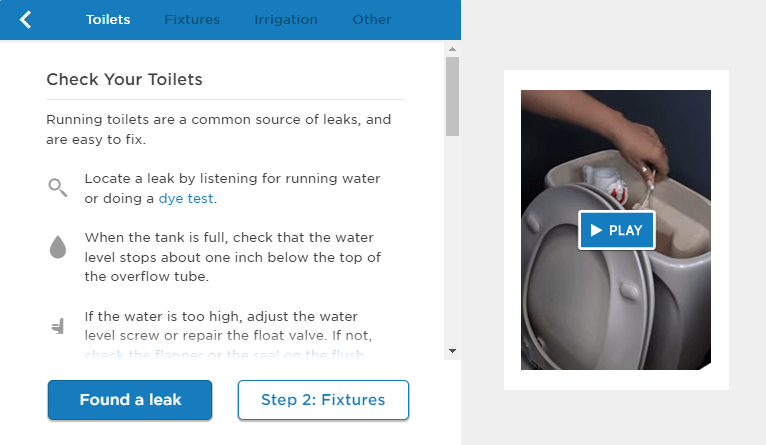 Toilets Fixtures Irrigation Other
Check Your Toilets
Running toilets are a common source of leaks, and
are easy to fix.
Locate a leak by listening for running water
or doing a dye test.
When the tank is full, check that the water
level stops about one inch below the top of
the overflow tube.
If the water is too high, adjust the water
level screw or repair the float valve. If not,
check the flapper or the seal on the flush
Found a leak
Step 2: Fixtures
PLAY